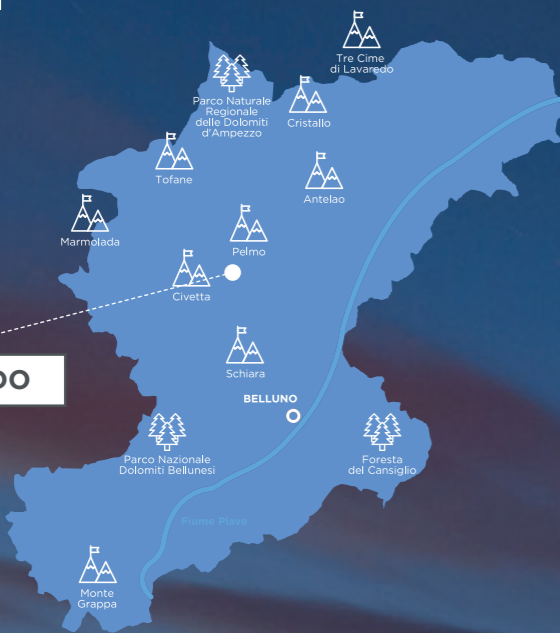 Tre Cime
di Lavaredo
Parco Naturale
Regionale
delle Dolomiti
d'Ampezzo
Cristallo
Tofane
Antelao
Marmolada
Pelmo
Civetta
Schiara
DO
BELLUNO
Parco Nazionale
Dolomiti Bellunesi
Foresta
del Cansiglio
Fiume Piave
Monte
Grappa